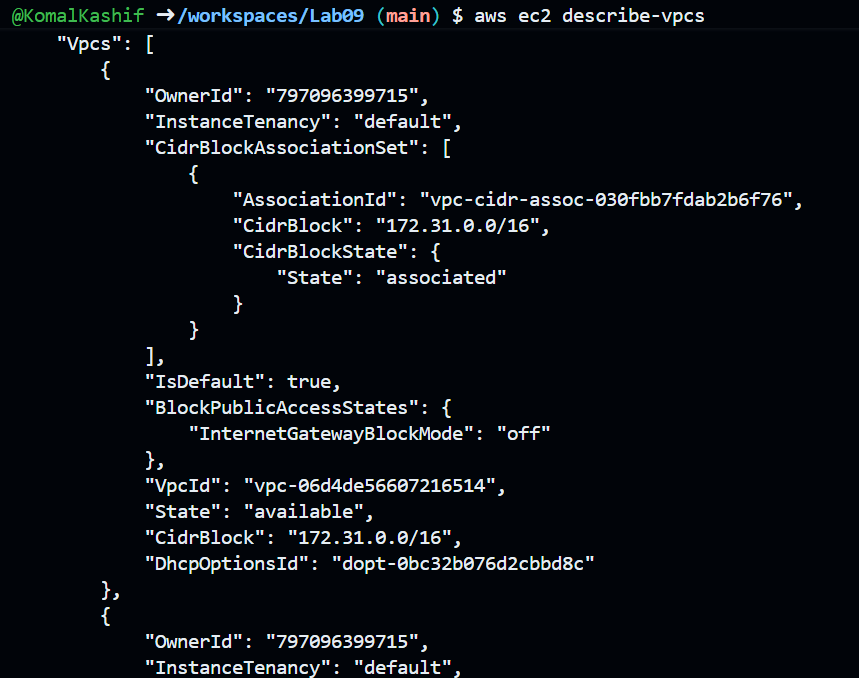 @KomalKashif ➜/workspaces/Lab09 (main) $ aws ec2 describe-vpcs
    "Vpcs": [
        {
            "OwnerId": "797096399715",
            "InstanceTenancy": "default",
            "CidrBlockAssociationSet": [
                {
                    "AssociationId": "vpc-cidr-assoc-030fbb7fdab2b6f76",
                    "CidrBlock": "172.31.0.0/16",
                    "CidrBlockState": {
                        "State": "associated"
                    }
                }
            ],
            "IsDefault": true,
            "BlockPublicAccessStates": {
                "InternetGatewayBlockMode": "off"
            },
            "VpcId": "vpc-06d4de56607216514",
            "State": "available",
            "CidrBlock": "172.31.0.0/16",
            "DhcpOptionsId": "dopt-0bc32b076d2cbbd8c"
        },
        {
            "OwnerId": "797096399715",
            "InstanceTenancy": "default",